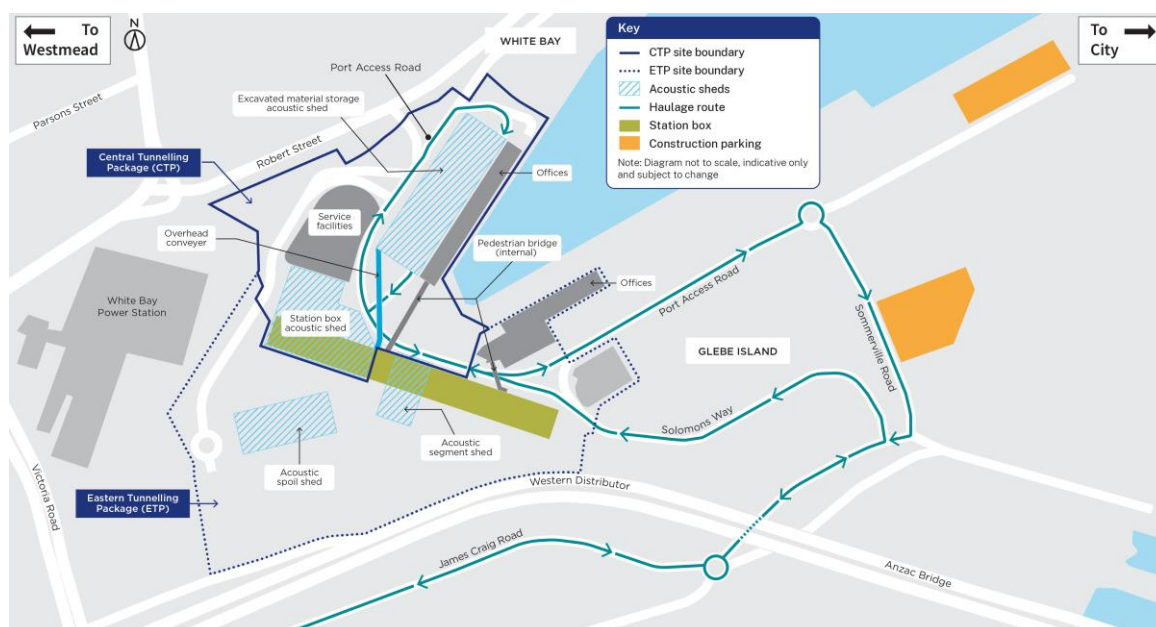 To
Westmead
N
WHITE BAY
Port Access Road
Excavated material storage
acoustic shed
Parsons Street
Robert Street
Central Tunnelling
Package (CTP)
Offices
Service
facilities
Overhead
conveyer
Pedestrian bridge
(internal)
Offices
White Bay
Power Station
Station box
acoustic shed
Port Access Road
Sommerville Road
GLEBE ISLAND
Solomons Way
Acoustic
segment shed
Acoustic
spoil shed
Western Distributor
Victoria Road
Eastern Tunnelling
Package (ETP)
James Craig Road
Anzac Bridge
Key
CTP site boundary
ETP site boundary
Acoustic sheds
Haulage route
Station box
Construction parking
Note: Diagram not to scale, indicative only
and subject to change
To
City